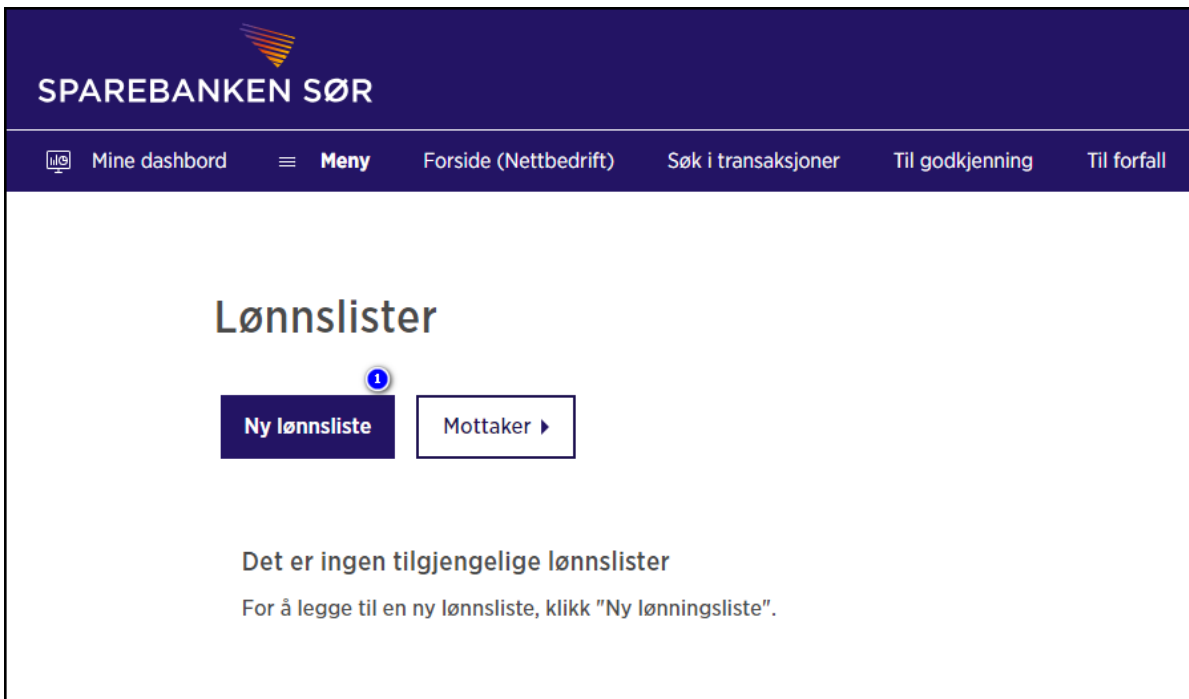 SPAREBANKEN SØR
Mine dashbord Meny Forside (Nettbedrift) Søk i transaksjoner Til godkjenning Til forfall
Lønnslister
1
Ny lønnsliste Mottaker
Det er ingen tilgjengelige lønnslister
For å legge til en ny lønnsliste, klikk "Ny lønningsliste".